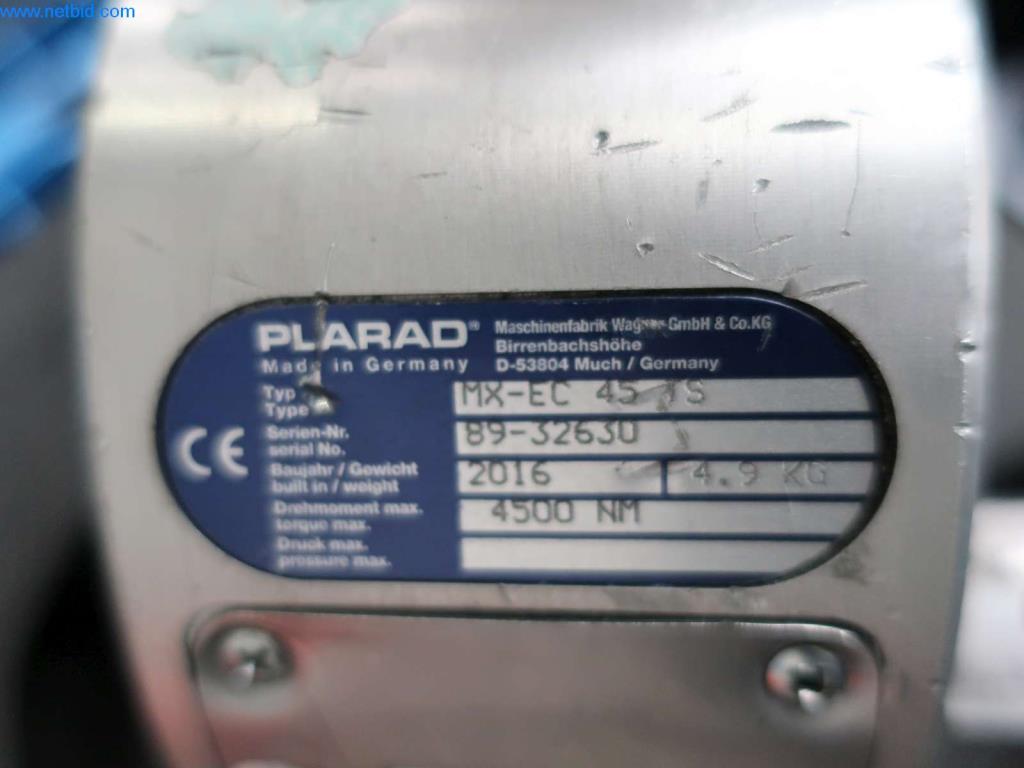 www.netbid.com
PLARAD® Maschinenfabrik Wagner GmbH & Co.KG
Made in Germany Birrenbachshöhe
D-53804 Much / Germany
Typ
Type MX-EC 45 TS
Serien-Nr.
serial No. 89-32630
Baujahr / Gewicht
built in / weight 2016 4.9 KG
Drehmoment max.
torque max. 4500 NM
Druck max.
pressure max.
CE